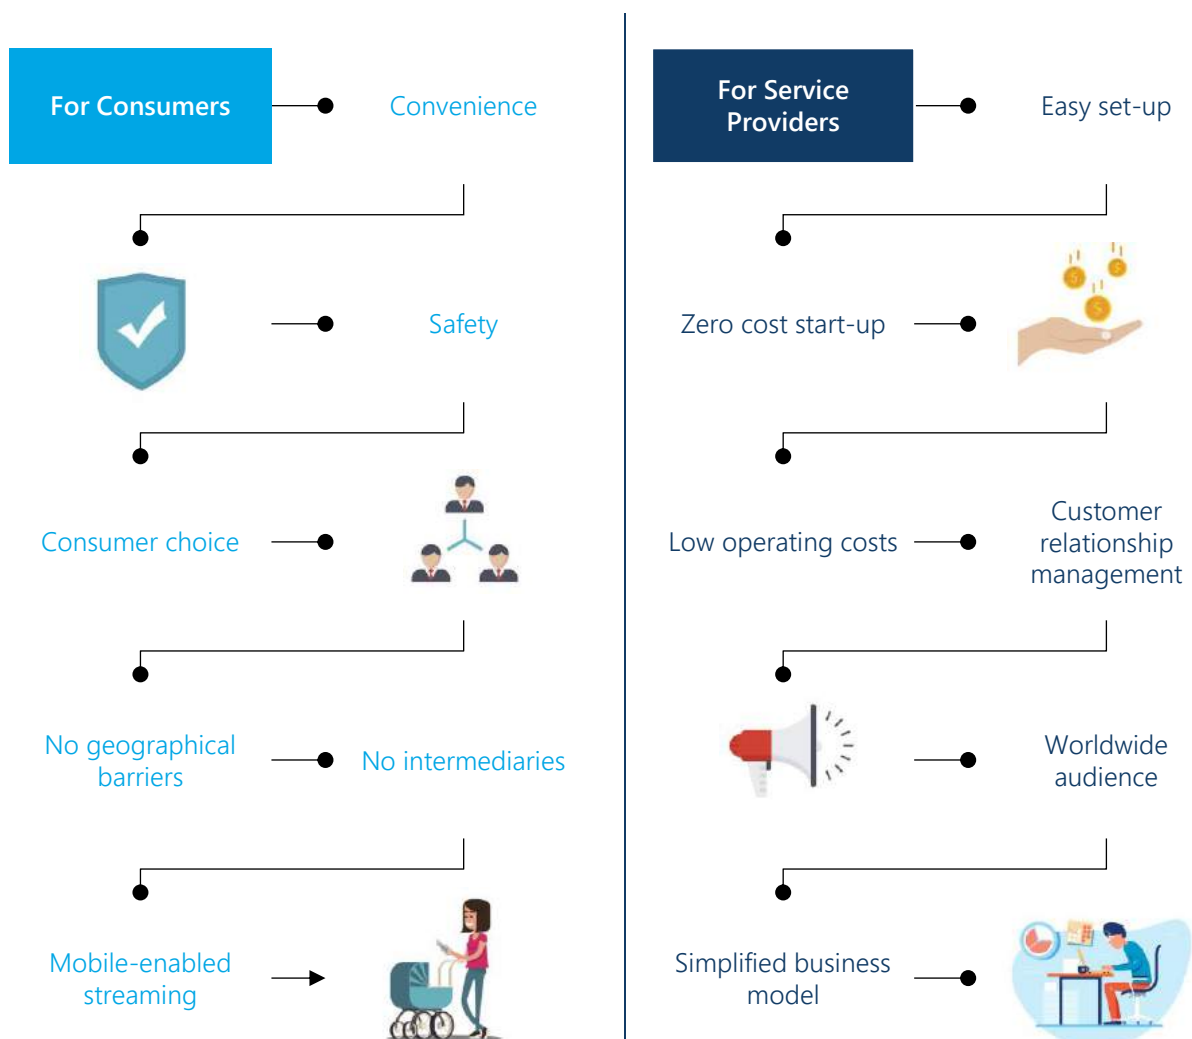 For Consumers
Convenience
Safety
Consumer choice
No geographical
barriers
No intermediaries
Mobile-enabled
streaming
For Service
Providers
Easy set-up
Zero cost start-up
Low operating costs
Customer
relationship
management
Worldwide
audience
Simplified business
model